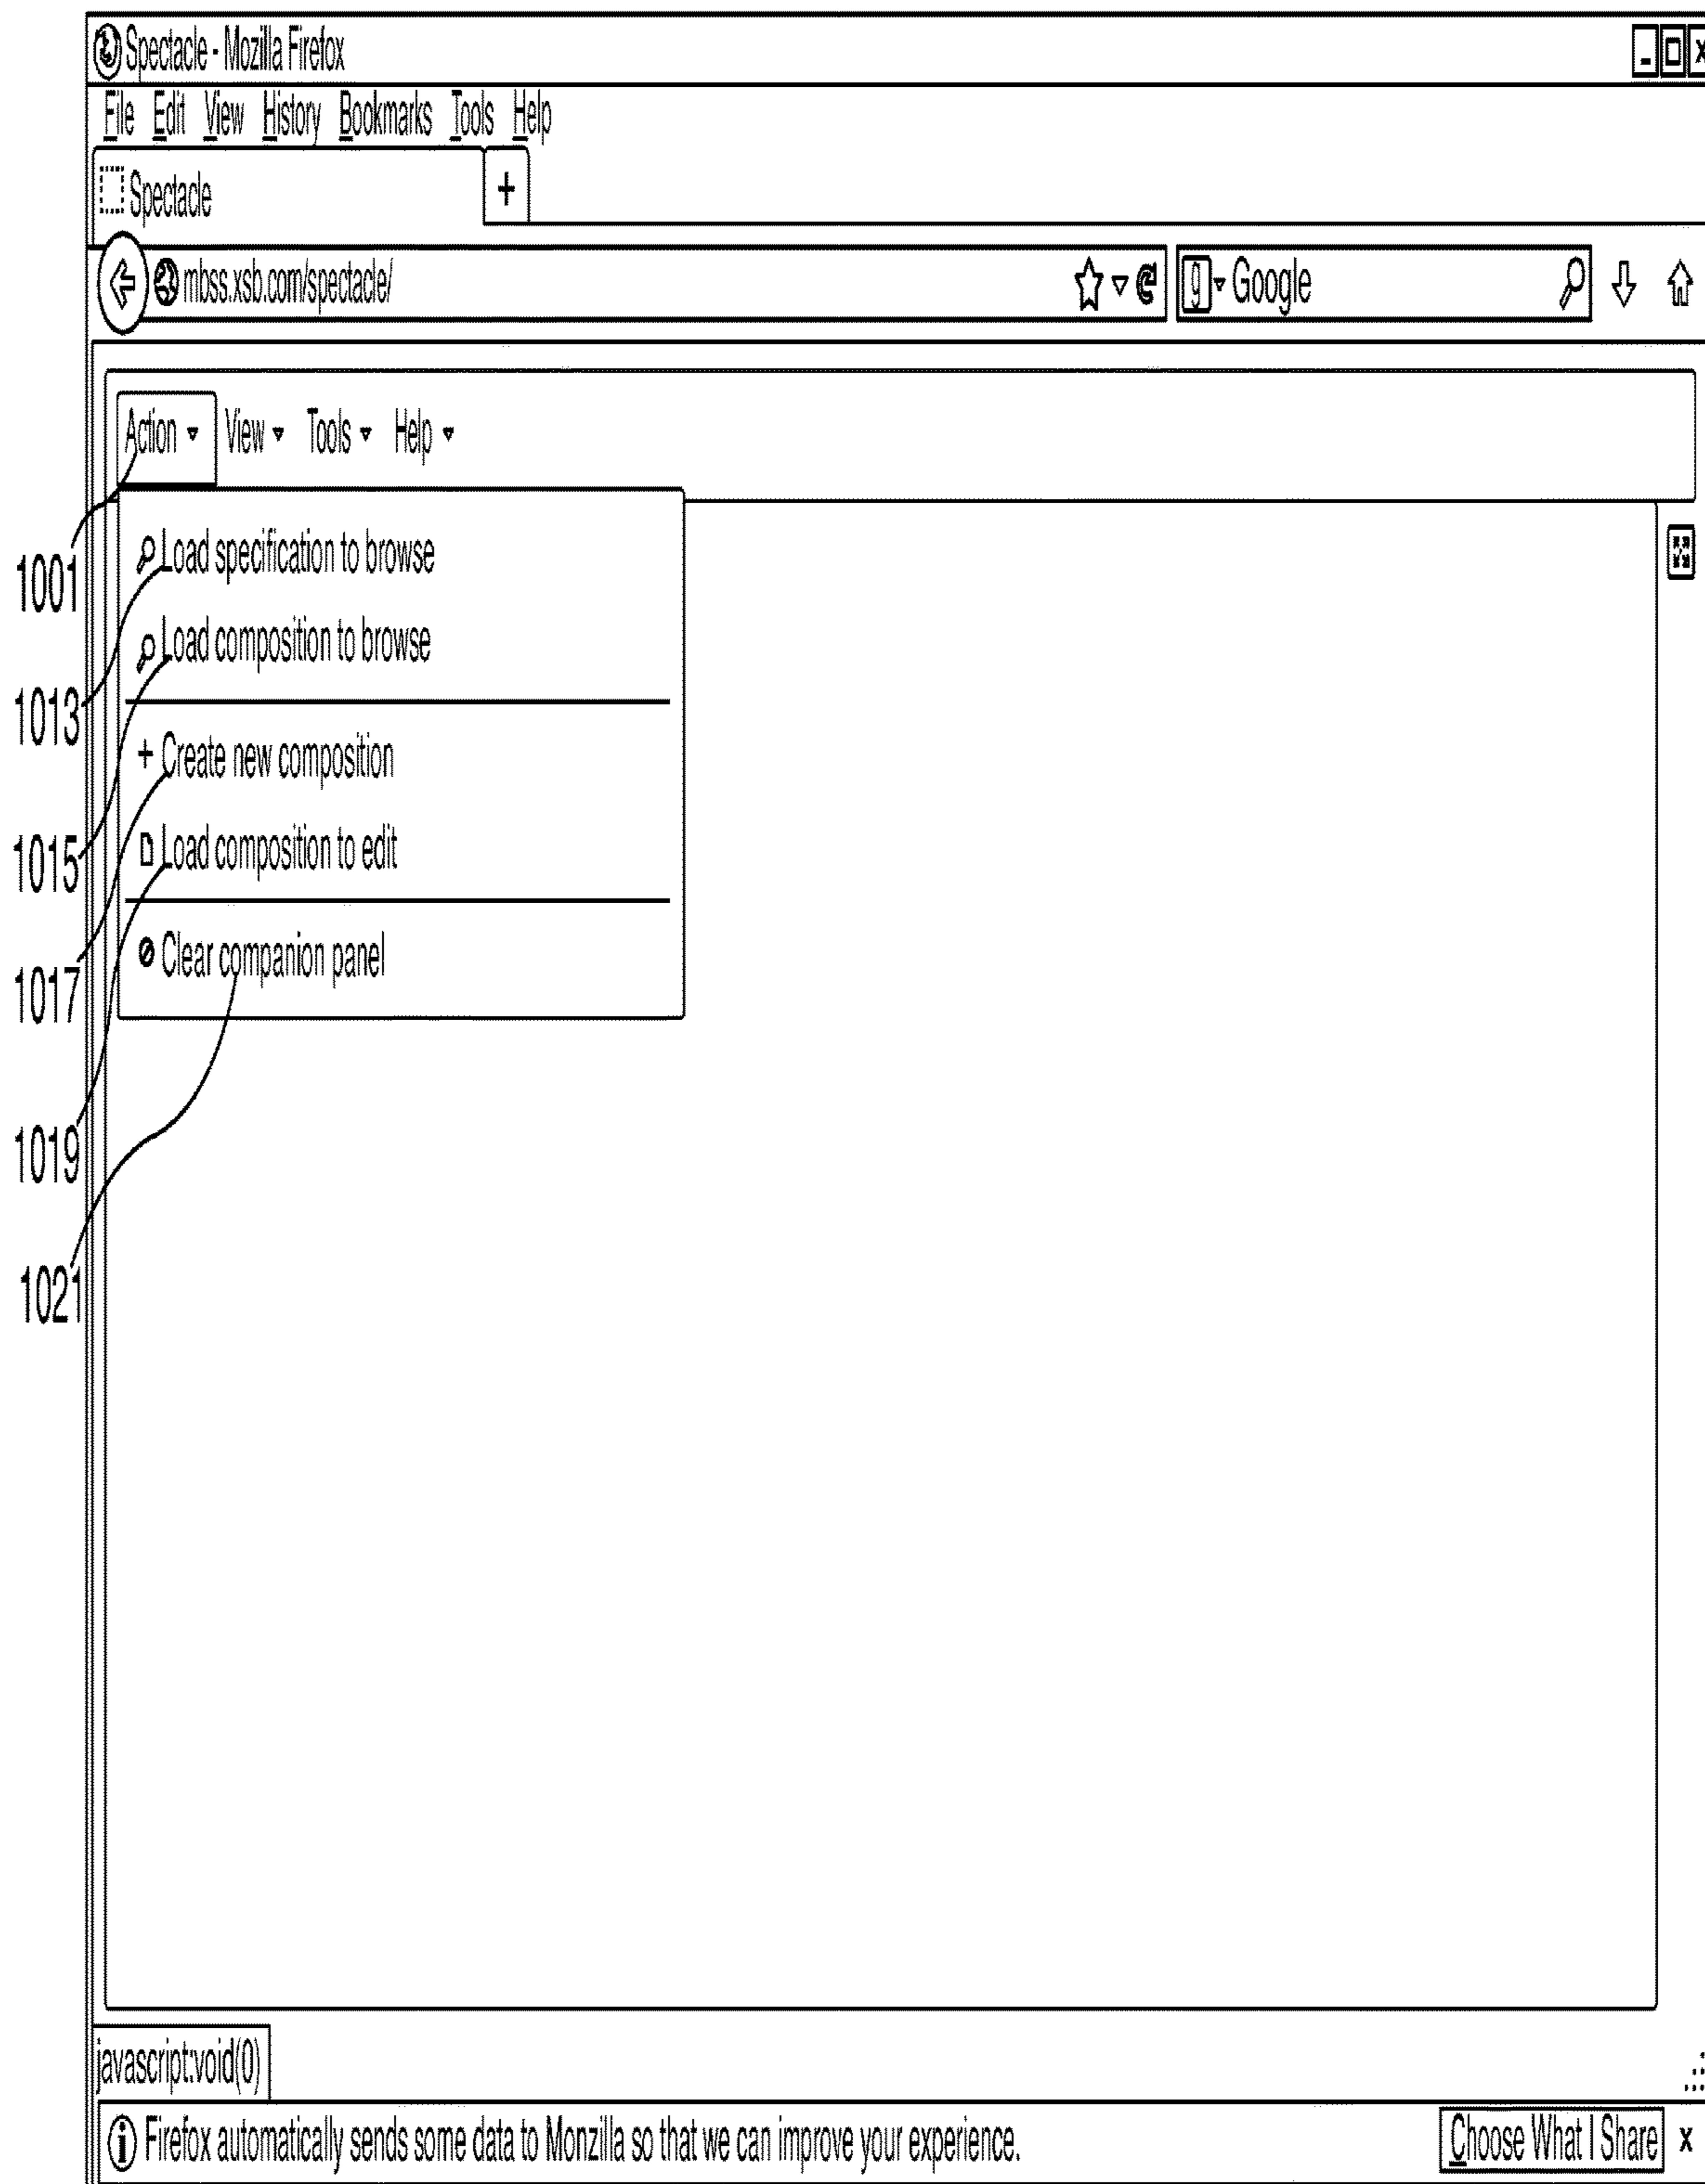 Spectacle - Mozilla Firefox
File Edit View History Bookmarks Tools Help
Spectacle +
mbss.xsb.com/spectacle/ g Google
Action View Tools Help
Load specification to browse
1001
Load composition to browse
1013
+ Create new composition
1015
Load composition to edit
1017
Clear companion panel
1019
1021
javascript:void(0)
Firefox automatically sends some data to Monzilla so that we can improve your experience. Choose What I Share x